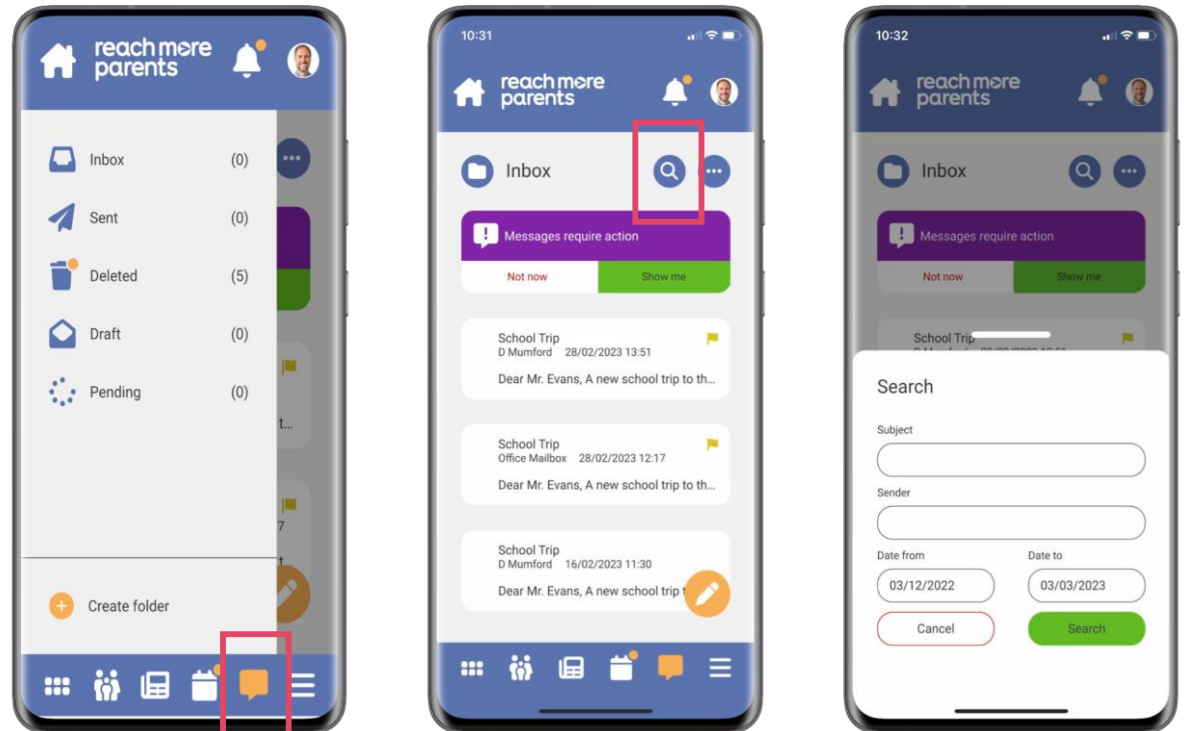 reach more
parents
Inbox (0)
Sent (0)
Deleted (5)
Draft (0)
Pending (0)
t...
7
t...
Create folder
10:31
reach more
parents
Inbox
Messages require action
Not now Show me
School Trip
D Mumford 28/02/2023 13:51
Dear Mr. Evans, A new school trip to th...
School Trip
Office Mailbox 28/02/2023 12:17
Dear Mr. Evans, A new school trip to th...
School Trip
D Mumford 16/02/2023 11:30
Dear Mr. Evans, A new school trip
10:32
reach more
parents
Inbox
Messages require action
Not now Show me
School Trip
Search
Subject
Sender
Date from Date to
03/12/2022 03/03/2023
Cancel Search